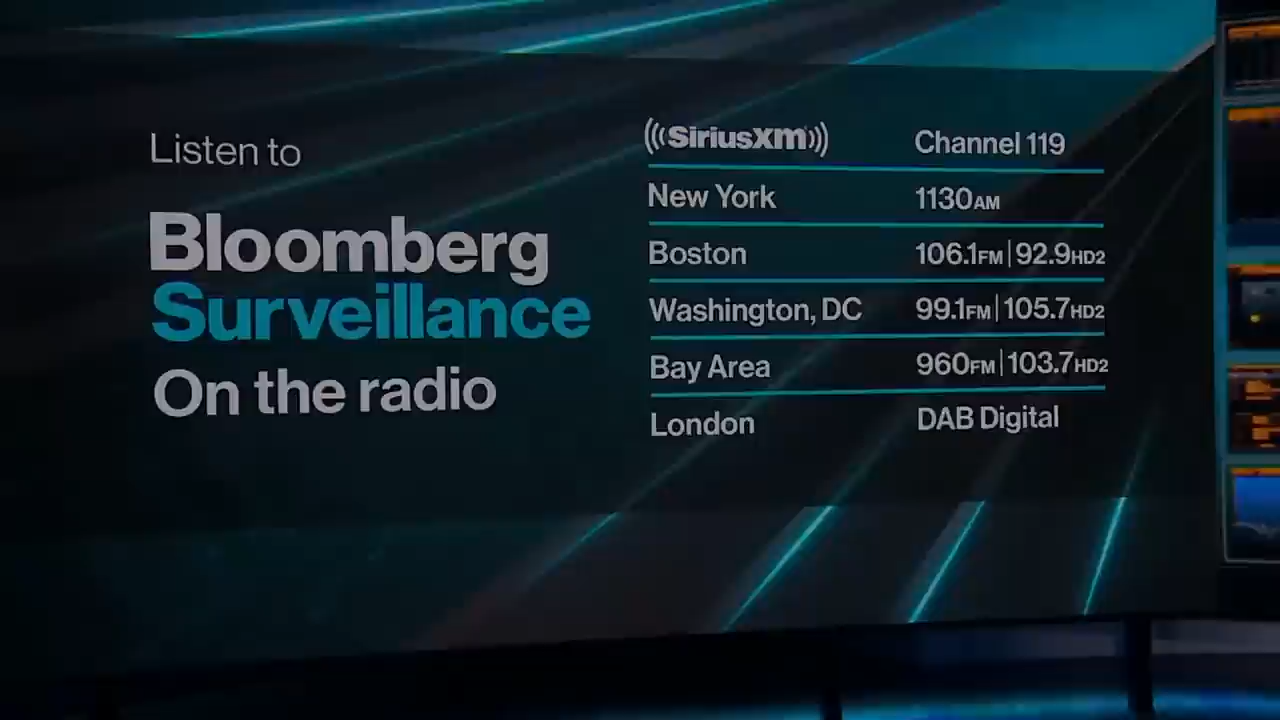 Listen to
Bloomberg
Surveillance
On the radio
SiriusXM Channel 119
New York 1130AM
Boston 106.1FM|92.9HD2
Washington, DC 99.1FM|105.7HD2
Bay Area 960FM|103.7HD2
London DAB Digital